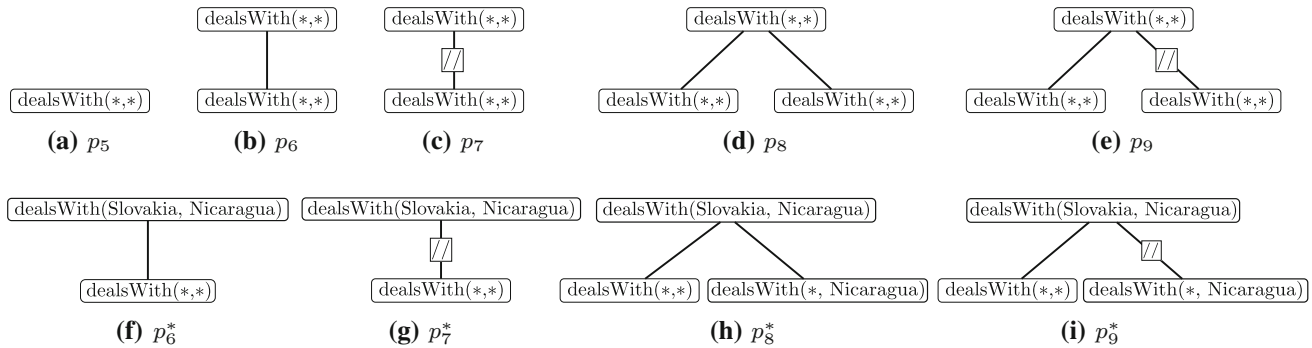 dealsWith(*,*) dealsWith(*,*) dealsWith(*,*) dealsWith(*,*)
// //
dealsWith(*,*) dealsWith(*,*) dealsWith(*,*) dealsWith(*,*) dealsWith(*,*) dealsWith(*,*) dealsWith(*,*)
(a) p5 (b) p6 (c) p7 (d) p8 (e) p9
dealsWith(Slovakia, Nicaragua) dealsWith(Slovakia, Nicaragua) dealsWith(Slovakia, Nicaragua) dealsWith(Slovakia, Nicaragua)
// //
dealsWith(*,*) dealsWith(*,*) dealsWith(*,*) dealsWith(*, Nicaragua) dealsWith(*,*) dealsWith(*, Nicaragua)
(f) p*6 (g) p*7 (h) p*8 (i) p*9